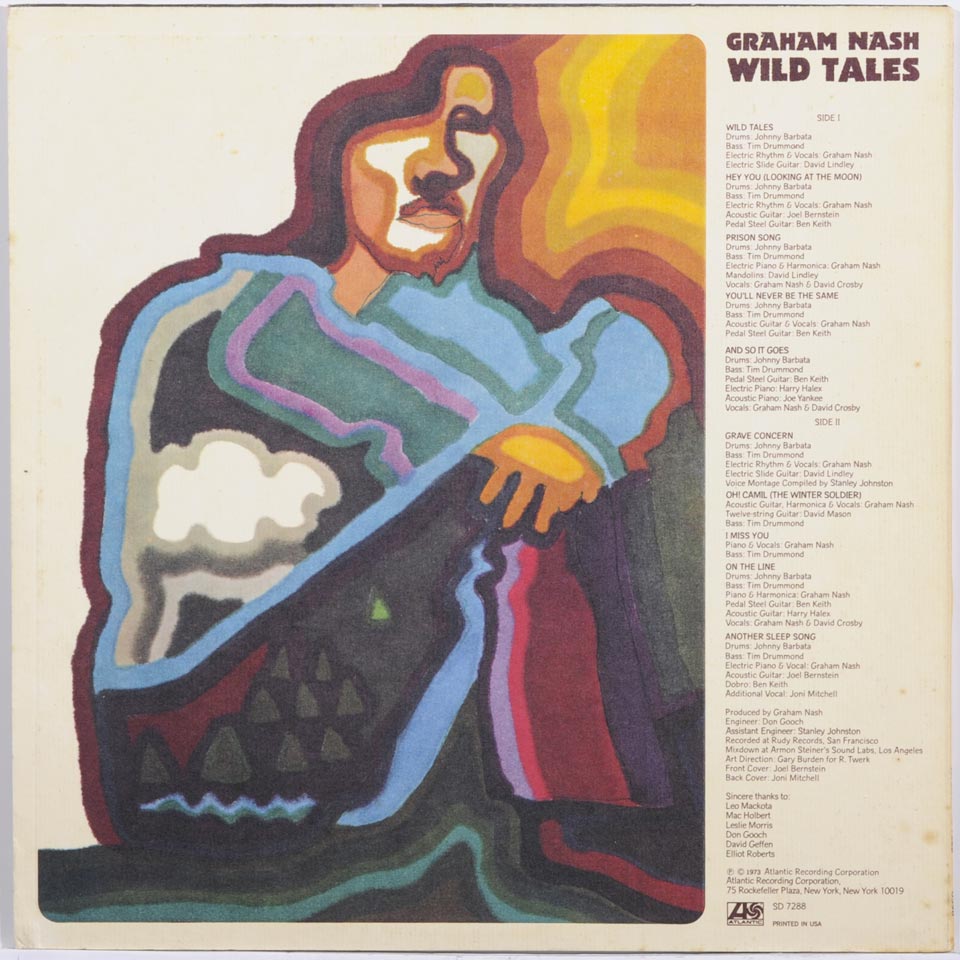 GRAHAM NASH
WILD TALES
SIDE I
WILD TALES
Drums: Johnny Barbata
Bass: Tim Drummond
Electric Rhythm & Vocals: Graham Nash
Electric Slide Guitar: David Lindley
HEY YOU (LOOKING AT THE MOON)
Drums: Johnny Barbata
Bass: Tim Drummond
Electric Rhythm & Vocals: Graham Nash
Acoustic Guitar: Joel Bernstein
Pedal Steel Guitar: Ben Keith
PRISON SONG
Drums: Johnny Barbata
Bass: Tim Drummond
Electric Piano & Harmonica: Graham Nash
Mandolins: David Lindley
Vocals: Graham Nash & David Crosby
YOU'LL NEVER BE THE SAME
Drums: Johnny Barbata
Bass: Tim Drummond
Acoustic Guitar & Vocals: Graham Nash
Pedal Steel Guitar: Ben Keith
AND SO IT GOES
Drums: Johnny Barbata
Bass: Tim Drummond
Pedal Steel Guitar: Ben Keith
Electric Piano: Harry Halex
Acoustic Piano: Joe Yankee
Vocals: Graham Nash & David Crosby
SIDE II
GRAVE CONCERN
Drums: Johnny Barbata
Bass: Tim Drummond
Electric Rhythm & Vocals: Graham Nash
Electric Slide Guitar: David Lindley
Voice Montage Compiled by Stanley Johnston
OH! CAMIL (THE WINTER SOLDIER)
Acoustic Guitar, Harmonica & Vocals: Graham Nash
Twelve-string Guitar: David Mason
Bass: Tim Drummond
I MISS YOU
Piano & Vocals: Graham Nash
Bass: Tim Drummond
ON THE LINE
Drums: Johnny Barbata
Bass: Tim Drummond
Piano & Harmonica: Graham Nash
Pedal Steel Guitar: Ben Keith
Acoustic Guitar: Harry Halex
Vocals: Graham Nash & David Crosby
ANOTHER SLEEP SONG
Drums: Johnny Barbata
Bass: Tim Drummond
Electric Piano & Vocal: Graham Nash
Acoustic Guitar: Joel Bernstein
Dobro: Ben Keith
Additional Vocal: Joni Mitchell
Produced by Graham Nash
Engineer: Don Gooch
Assistant Engineer: Stanley Johnston
Recorded at Rudy Records, San Francisco
Mixdown at Armon Steiner's Sound Labs, Los Angeles
Art Direction: Gary Burden for R. Twerk
Front Cover: Joel Bernstein
Back Cover: Joni Mitchell
Sincere thanks to:
Leo Mackota
Mac Holbert
Leslie Morris
Don Gooch
David Geffen
Elliot Roberts
℗ © 1973 Atlantic Recording Corporation
Atlantic Recording Corporation,
75 Rockefeller Plaza, New York, New York 10019
ATLANTIC
SD 7288
PRINTED IN USA